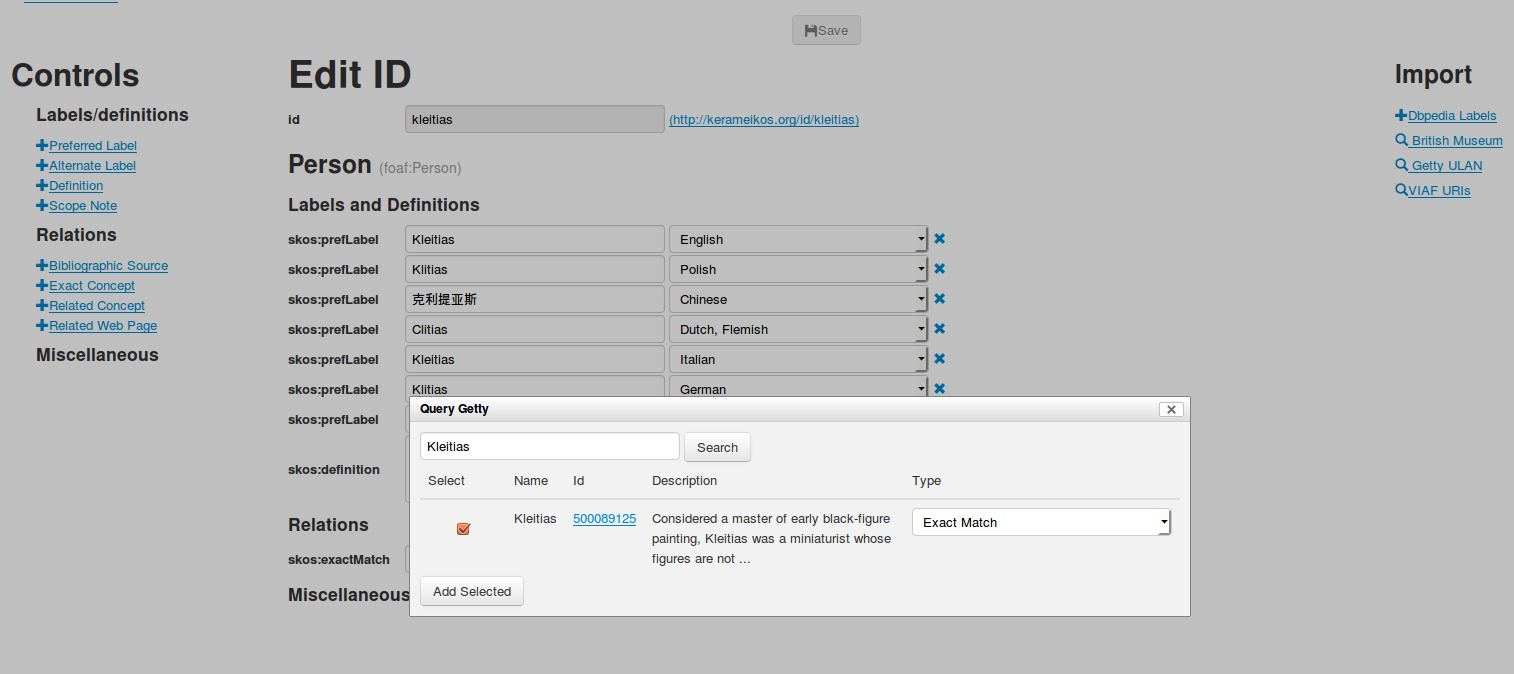 Save
Controls
Labels/definitions
Preferred Label
Alternate Label
Definition
Scope Note
Relations
Bibliographic Source
Exact Concept
Related Concept
Related Web Page
Miscellaneous
Edit ID
id kleitias (http://kerameikos.org/id/kleitias)
Person (foaf:Person)
Labels and Definitions
skos:prefLabel Kleitias English
skos:prefLabel Klitias Polish
skos:prefLabel 克利提亚斯 Chinese
skos:prefLabel Clitias Dutch, Flemish
skos:prefLabel Kleitias Italian
skos:prefLabel Klitias German
skos:prefLabel
skos:definition
Relations
skos:exactMatch
Miscellaneous
Query Getty
Kleitias Search
Select Name Id Description Type
Kleitias 500089125 Considered a master of early black-figure Exact Match
painting, Kleitias was a miniaturist whose
figures are not ...
Add Selected
Import
Dbpedia Labels
British Museum
Getty ULAN
VIAF URIs